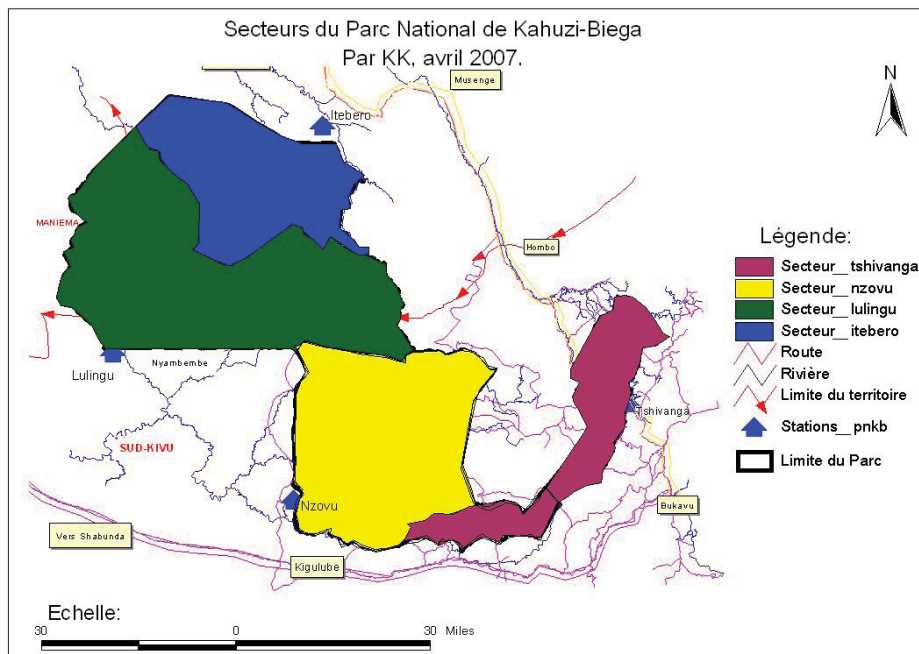 Secteurs du Parc National de Kahuzi-Biega
Par KK, avril 2007.
Musenge
N
Itebero
MANIEMA
Hombo
Légende:
Secteur__tshivanga
Secteur__nzovu
Secteur__lulingu
Secteur__itebero
Route
Rivière
Limite du territoire
Stations__pnkb
Limite du Parc
Nyambembe
Lulingu
Tshivanga
SUD-KIVU
Nzovu
Bukavu
Vers Shabunda
Kigulube
Echelle:
30 0 30 Miles